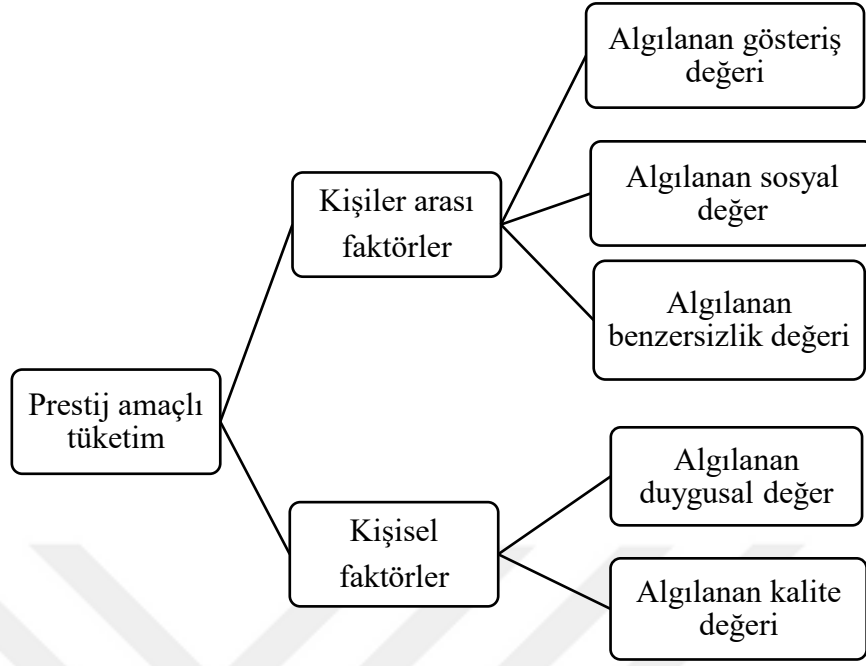 Prestij amaçlı
tüketim
Kişiler arası
faktörler
Algılanan gösteriş
değeri
Algılanan sosyal
değer
Algılanan
benzersizlik değeri
Kişisel
faktörler
Algılanan
duygusal değer
Algılanan kalite
değeri